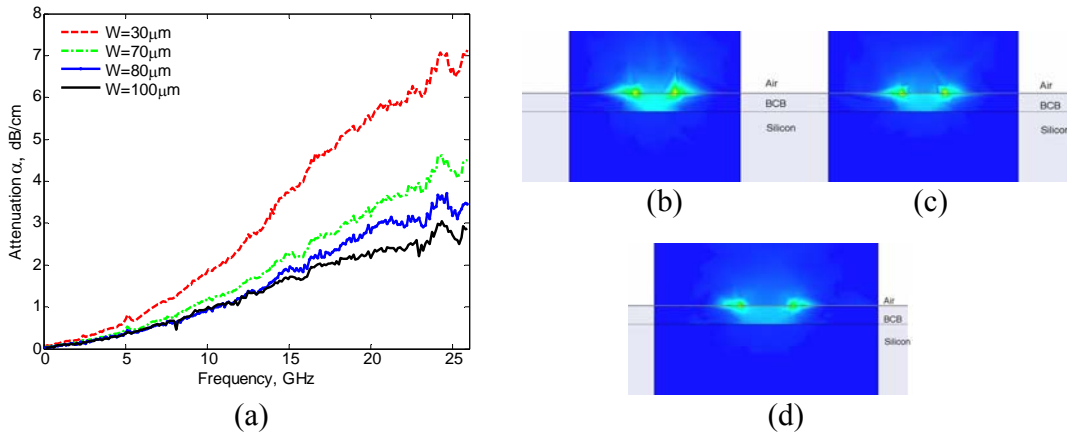 8
7
6
5
4
3
2
1
0
Attenuation α, dB/cm
W=30μm
W=70μm
W=80μm
W=100μm
0 5 10 15 20 25
Frequency, GHz
(a)
Air
BCB
Silicon
(b)
Air
BCB
Silicon
(c)
Air
BCB
Silicon
(d)